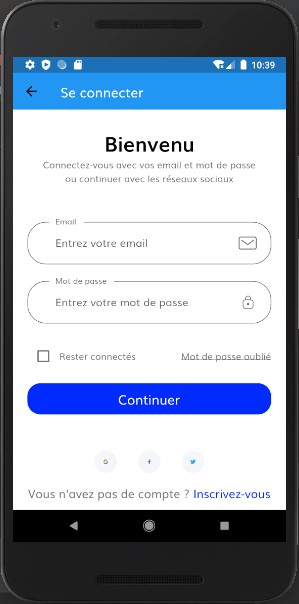 10:39
Se connecter
Bienvenu
Connectez-vous avec vos email et mot de passe
ou continuer avec les réseaux sociaux
Email
Entrez votre email
Mot de passe
Entrez votre mot de passe
Rester connectés Mot de passe oublié
Continuer
Vous n'avez pas de compte ? Inscrivez-vous